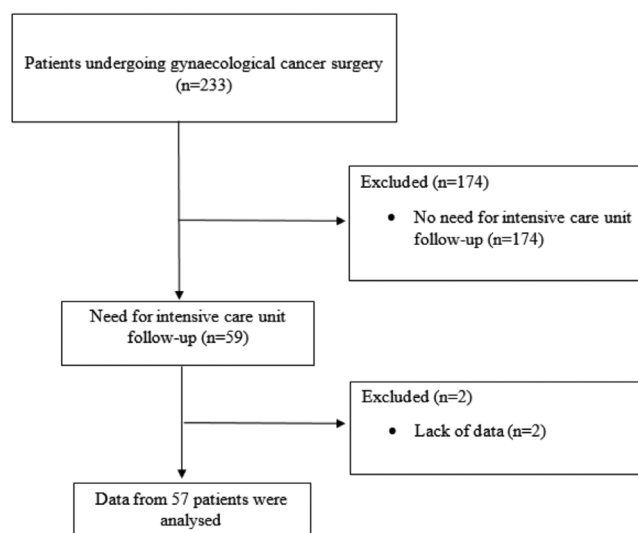 Patients undergoing gynaecological cancer surgery
(n=233)
Excluded (n=174)
• No need for intensive care unit
follow-up (n=174)
Need for intensive care unit
follow-up (n=59)
Excluded (n=2)
• Lack of data (n=2)
Data from 57 patients were
analysed